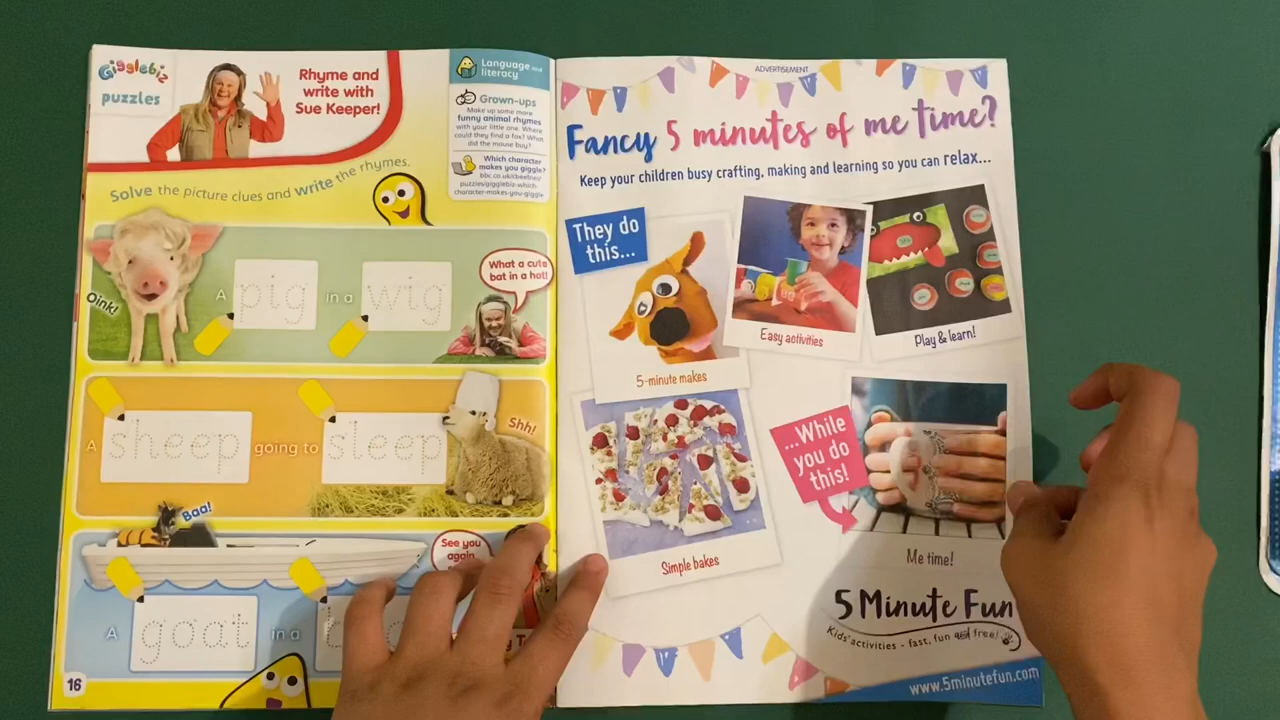 Gigglebiz
puzzles
Rhyme and
write with
Sue Keeper!
Language and
literacy
Grown-ups
Make up some more
funny animal rhymes
with your little one. Where
could they find a fox? What
did the mouse buy?
Which character
makes you giggle?
bbc.co.uk/cbeebies/
puzzles/gigglebiz-which-
character-makes-you-giggle
Solve the picture clues and write the rhymes.
Oink!
A pig in a wig
What a cute
bat in a hat!
A sheep going to sleep
Shh!
Baa!
See you
again
A goat in a
16
ADVERTISEMENT
Fancy 5 minutes of me time?
Keep your children busy crafting, making and learning so you can relax...
They do
this...
5-minute makes
Easy activities
Play & learn!
Simple bakes
...While
you do
this!
Me time!
5 Minute Fun
Kids' activities - fast, fun and free!
www.5minutefun.com